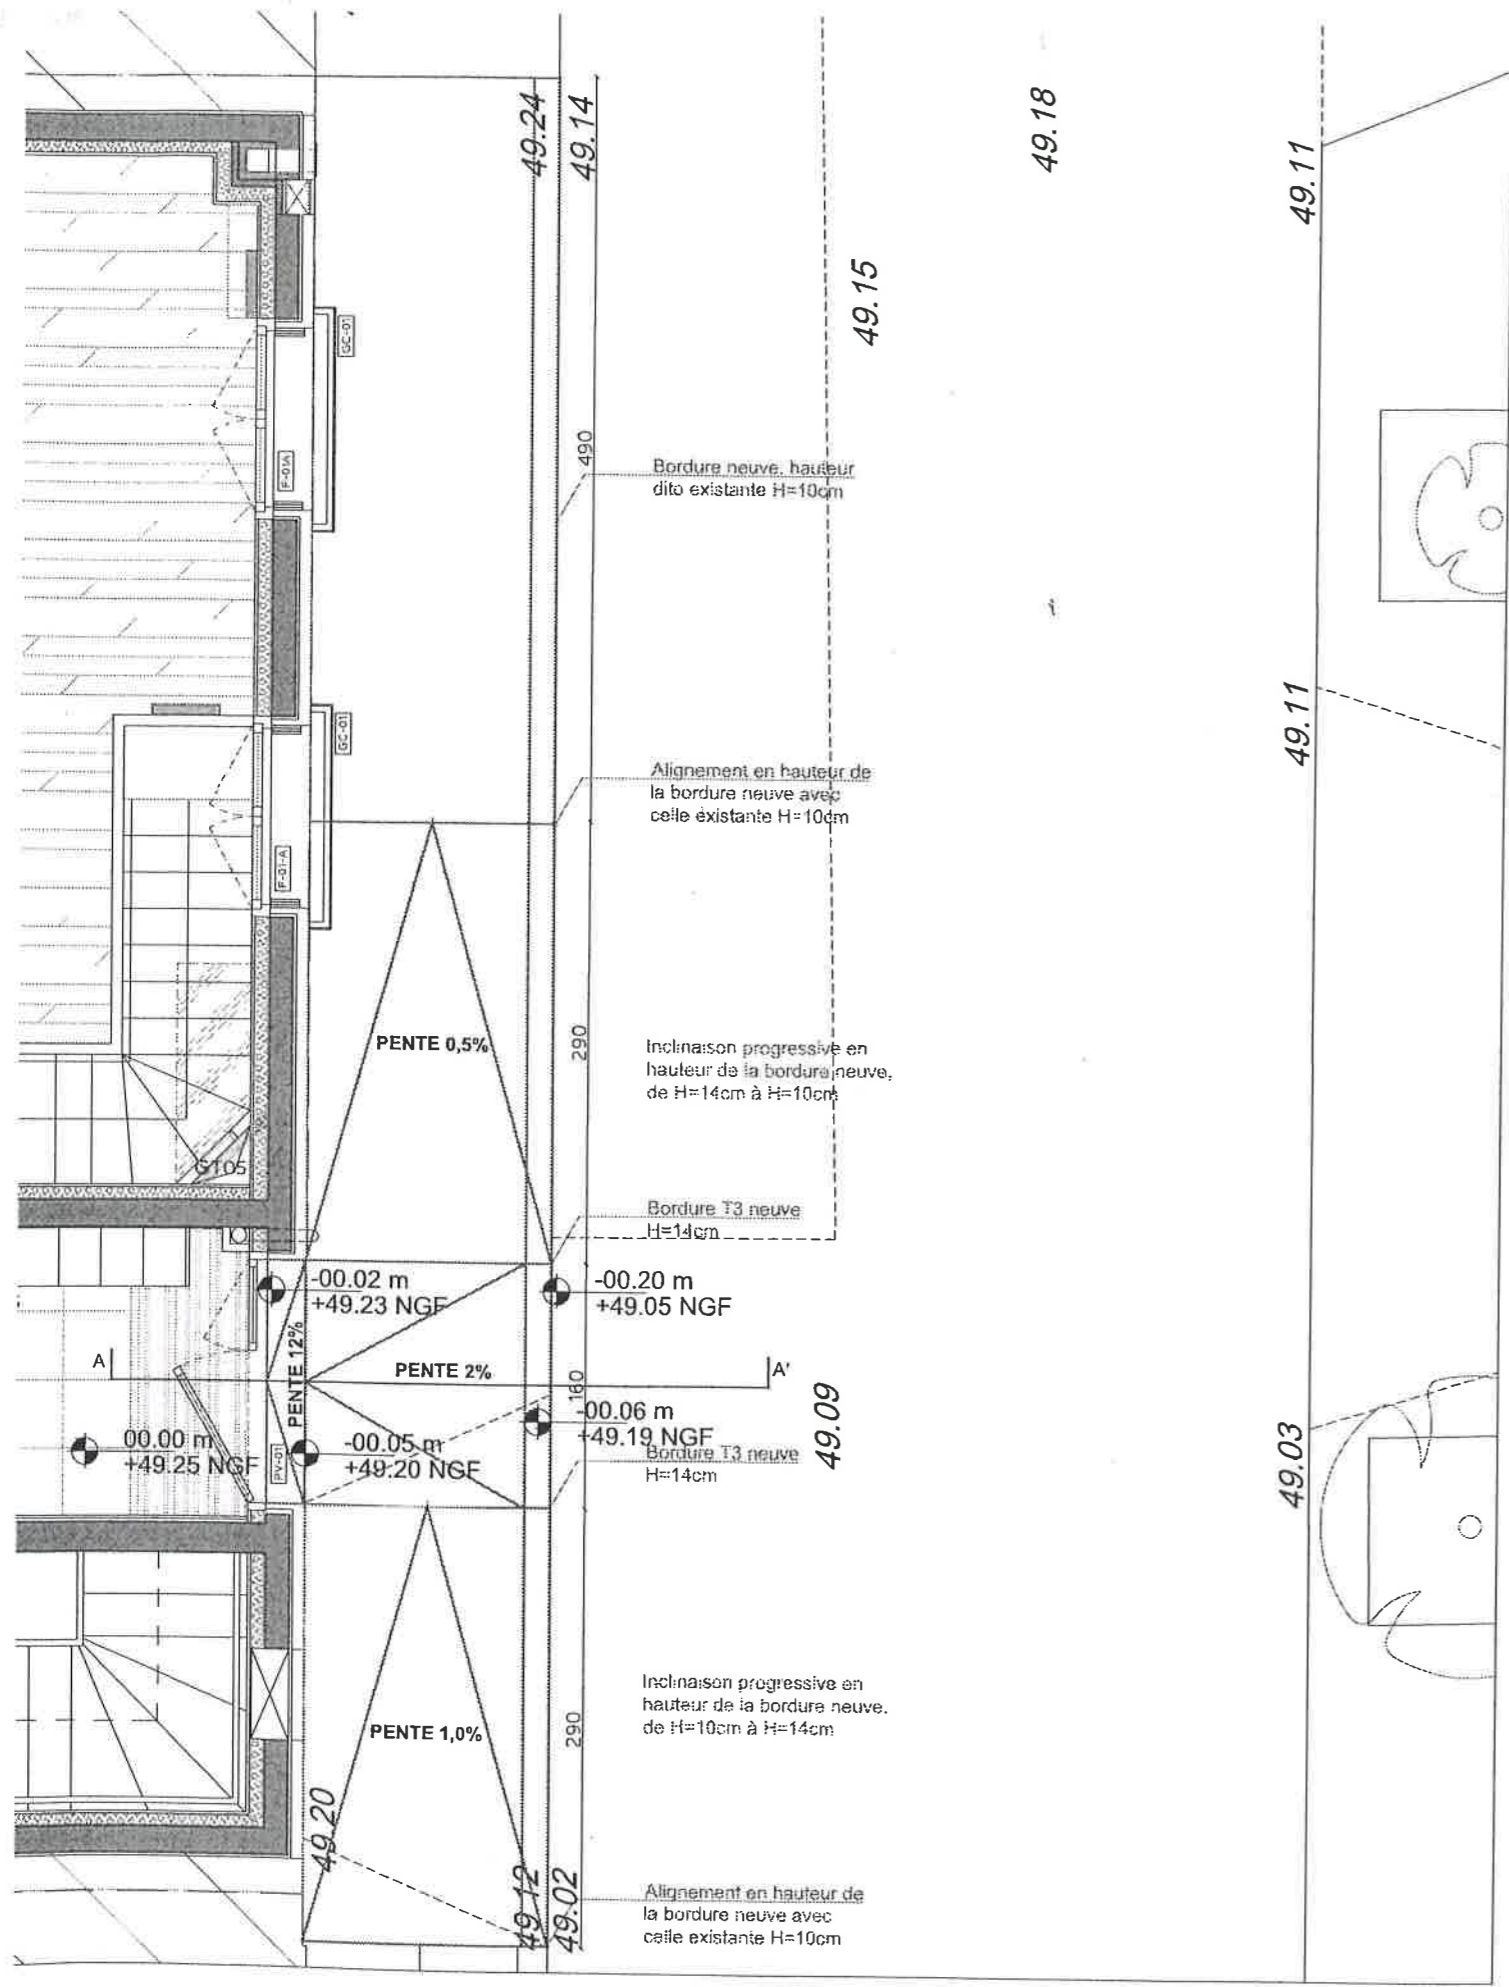 49.24
49.14
49.18
49.11
49.15
GC-01
490
Bordure neuve, hauteur
dito existante H=10cm
F-01A
49.11
GC-01
Alignement en hauteur de
la bordure neuve avec
celle existante H=10cm
F-01-A
PENTE 0,5%
290
Inclinaison progressive en
hauteur de la bordure neuve,
de H=14cm à H=10cm
GT05
Bordure T3 neuve
H=14cm
-00.02 m
+49.23 NGF
-00.20 m
+49.05 NGF
PENTE 12%
A
PENTE 2%
A'
160
-00.06 m
+49.19 NGF
49.09
00.00 m
+49.25 NGF
PV-01
-00.05 m
+49.20 NGF
Bordure T3 neuve
H=14cm
49.03
Inclinaison progressive en
hauteur de la bordure neuve,
de H=10cm à H=14cm
PENTE 1,0%
290
49.20
49.12
49.02
Alignement en hauteur de
la bordure neuve avec
celle existante H=10cm